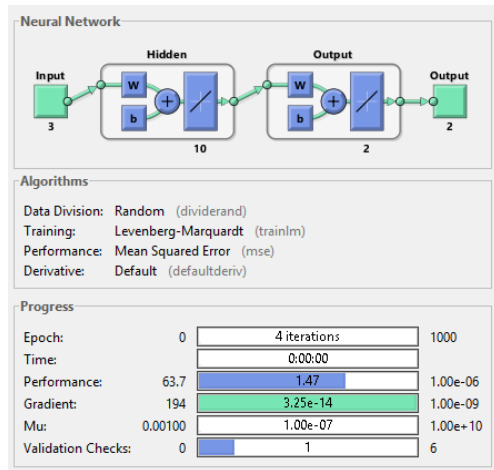 Neural Network
Hidden Output
Input Output
W W
+ +
b b
3 2
10 2
Algorithms
Data Division: Random (dividerand)
Training: Levenberg-Marquardt (trainlm)
Performance: Mean Squared Error (mse)
Derivative: Default (defaultderiv)
Progress
Epoch: 0 4 iterations 1000
Time: 0:00:00
Performance: 63.7 1.47 1.00e-06
Gradient: 194 3.25e-14 1.00e-09
Mu: 0.00100 1.00e-07 1.00e+10
Validation Checks: 0 1 6